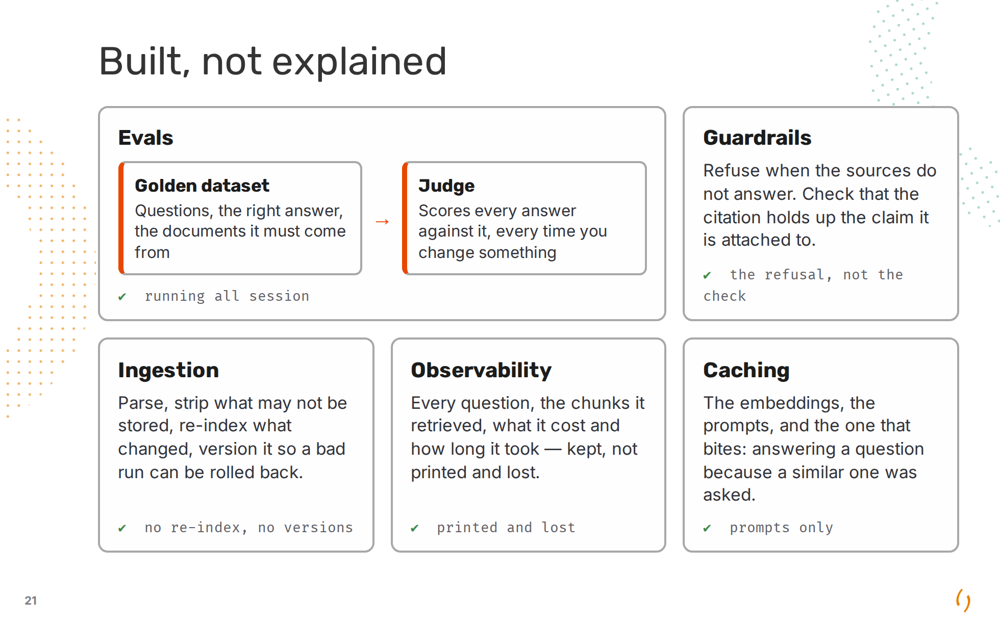 Built, not explained
Evals
Golden dataset
Questions, the right answer,
the documents it must come
from
→
Judge
Scores every answer
against it, every time you
change something
✔ running all session
Guardrails
Refuse when the sources do
not answer. Check that the
citation holds up the claim it
is attached to.
✔ the refusal, not the
check
Ingestion
Parse, strip what may not be
stored, re-index what
changed, version it so a bad
run can be rolled back.
✔ no re-index, no versions
Observability
Every question, the chunks it
retrieved, what it cost and
how long it took — kept, not
printed and lost.
✔ printed and lost
Caching
The embeddings, the
prompts, and the one that
bites: answering a question
because a similar one was
asked.
✔ prompts only
21